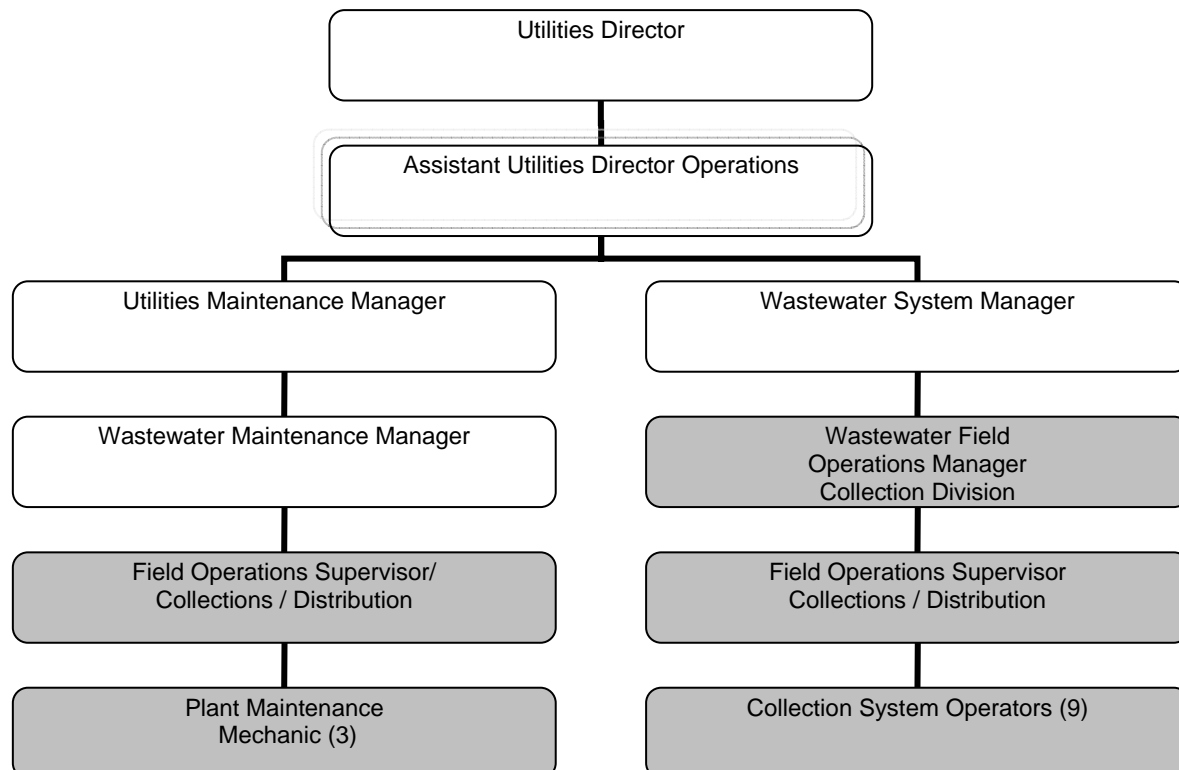 Utilities Director
Assistant Utilities Director Operations
Utilities Maintenance Manager
Wastewater System Manager
Wastewater Maintenance Manager
Wastewater Field
Operations Manager
Collection Division
Field Operations Supervisor/
Collections / Distribution
Field Operations Supervisor
Collections / Distribution
Plant Maintenance
Mechanic (3)
Collection System Operators (9)